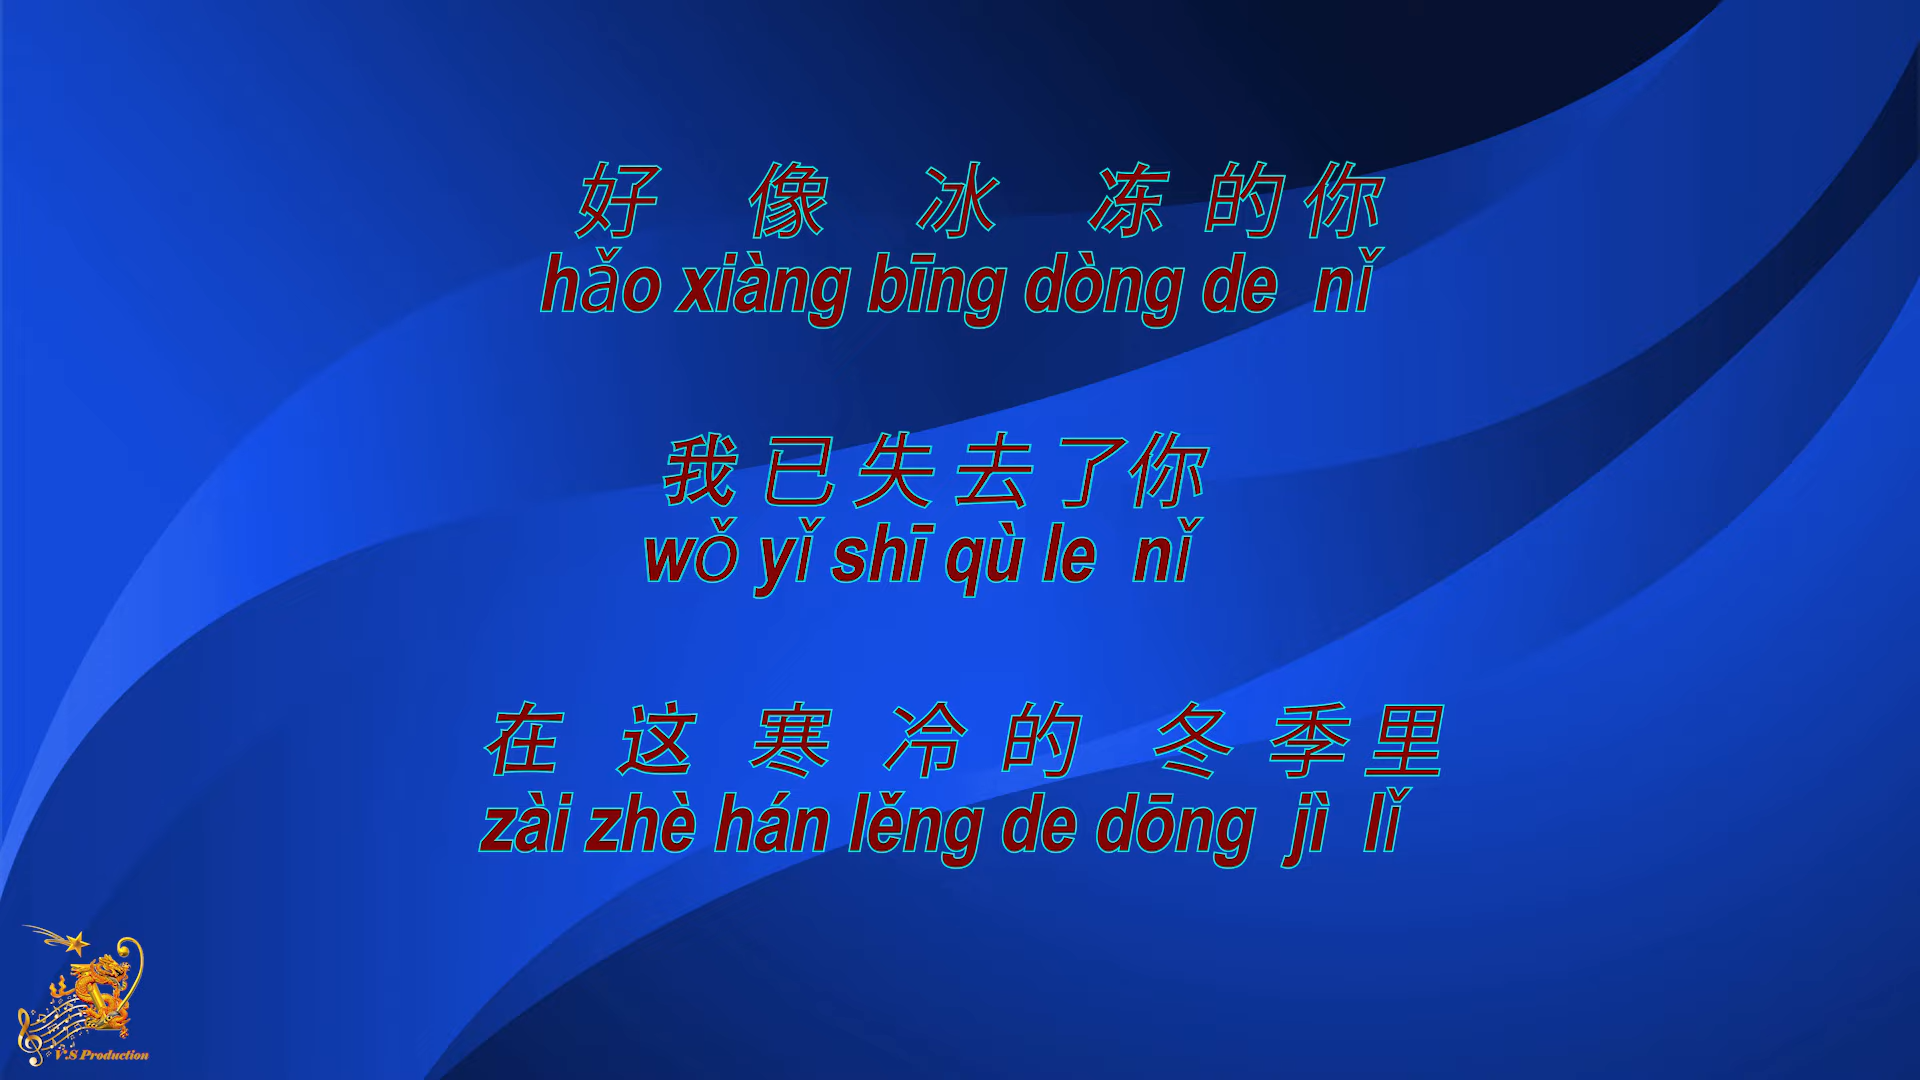 好 像 冰 冻 的 你
hǎo xiàng bīng dòng de nǐ
我 已 失 去 了 你
wǒ yǐ shī qù le nǐ
在 这 寒 冷 的 冬 季 里
zài zhè hán lěng de dōng jì lǐ
V.S Production